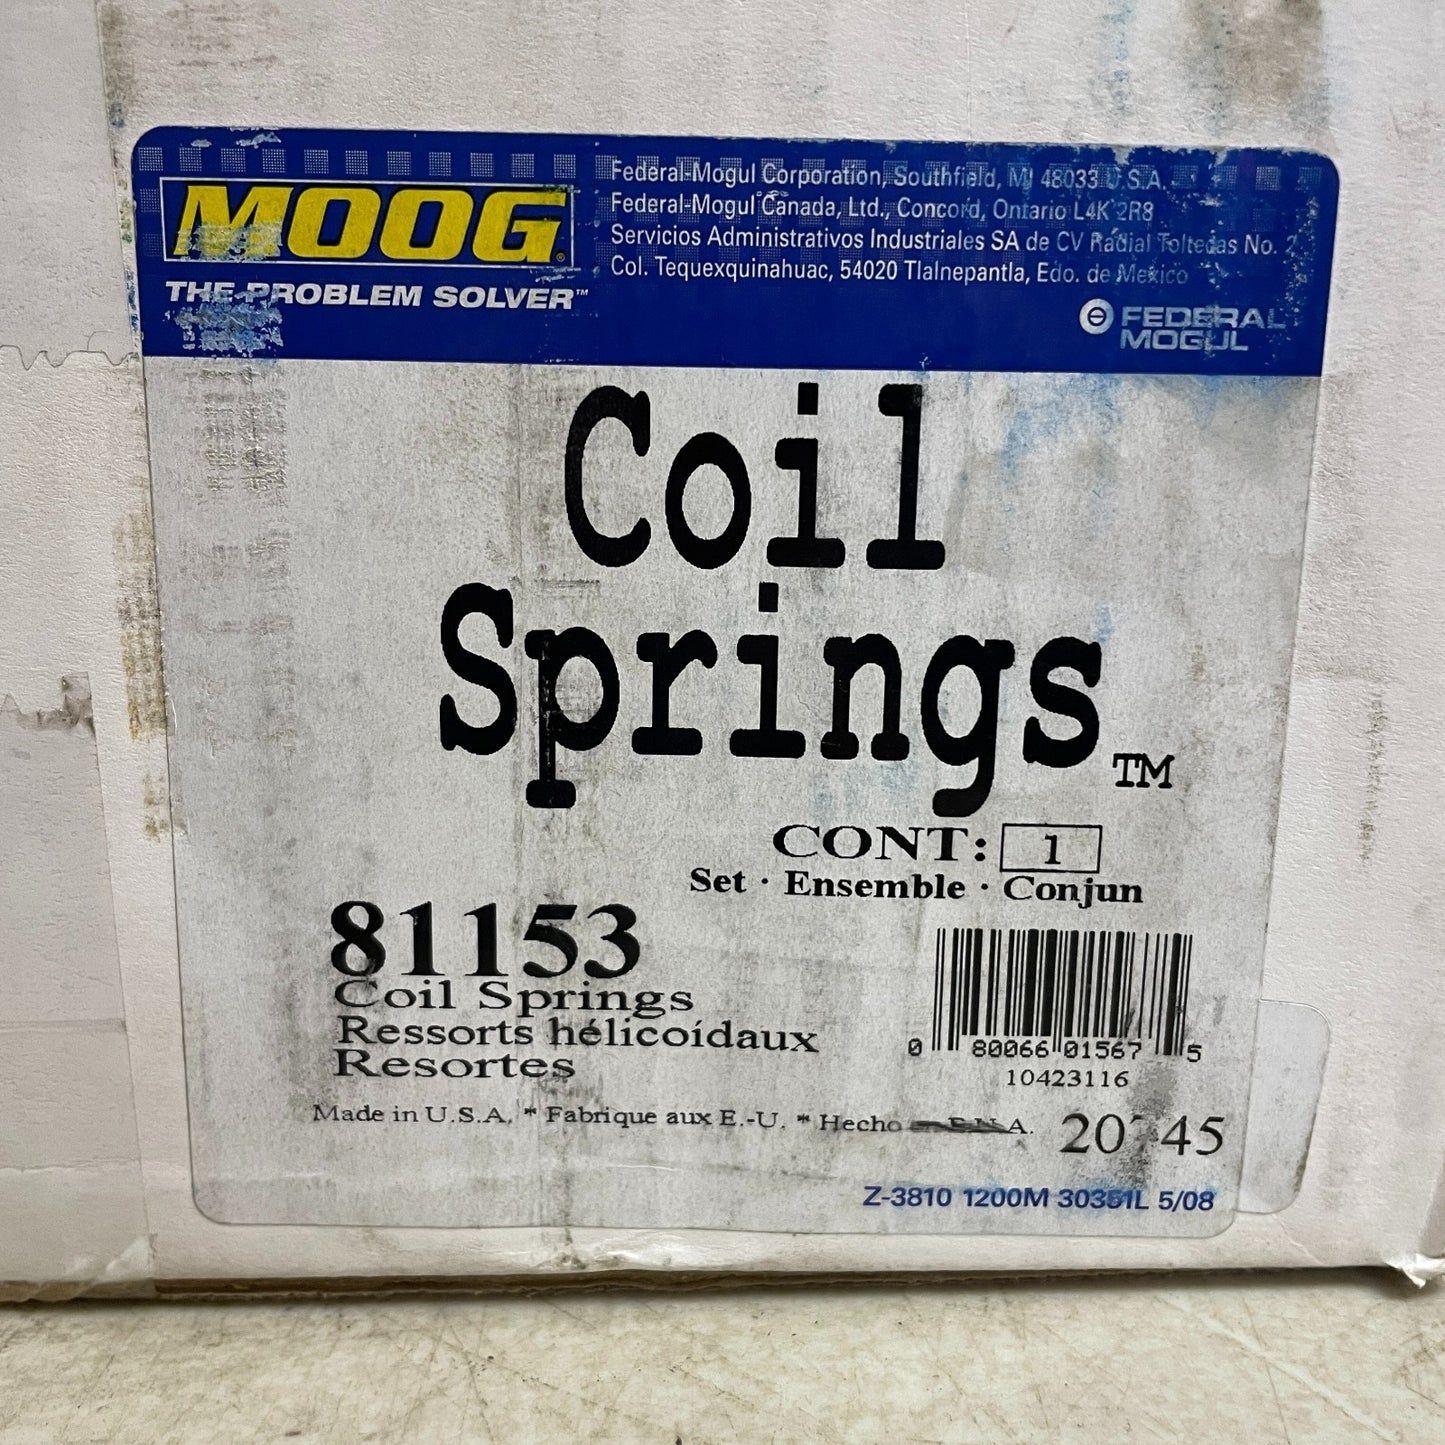 MOOG®
THE PROBLEM SOLVER™
Federal-Mogul Corporation, Southfield, MI 48033 U.S.A.
Federal-Mogul Canada, Ltd., Concord, Ontario L4K 2R8
Servicios Administrativos Industriales SA de CV Radial Toltecas No. 2
Col. Tequexquinahuac, 54020 Tlalnepantla, Edo. de Mexico
FEDERAL
MOGUL
Coil
Springs™
CONT: 1
Set · Ensemble · Conjun
81153
Coil Springs
Ressorts hélicoídaux
Resortes
0 80066 01567 5
10423116
Made in U.S.A. * Fabrique aux E.-U. * Hecho en E.N.A.
Z-3810 1200M 30351L 5/08